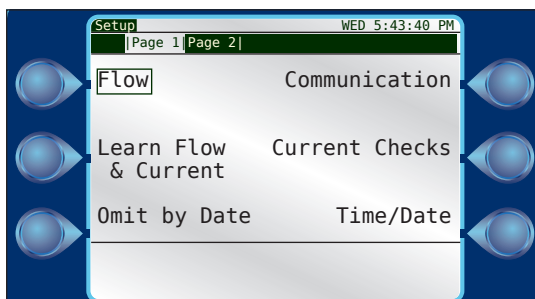 Setup WED 5:43:40 PM
|Page 1|Page 2|
Flow Communication
Learn Flow Current Checks
& Current
Omit by Date Time/Date